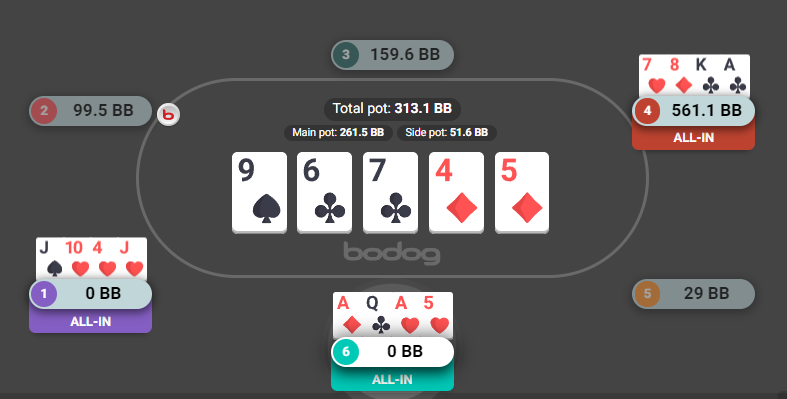 3 159.6 BB
7 8 K A
2 99.5 BB
b
Total pot: 313.1 BB
4 561.1 BB
Main pot: 261.5 BB Side pot: 51.6 BB
ALL-IN
9 6 7 4 5
bodog
J 10 4 J
1 0 BB
5 29 BB
ALL-IN
A Q A 5
6 0 BB
ALL-IN